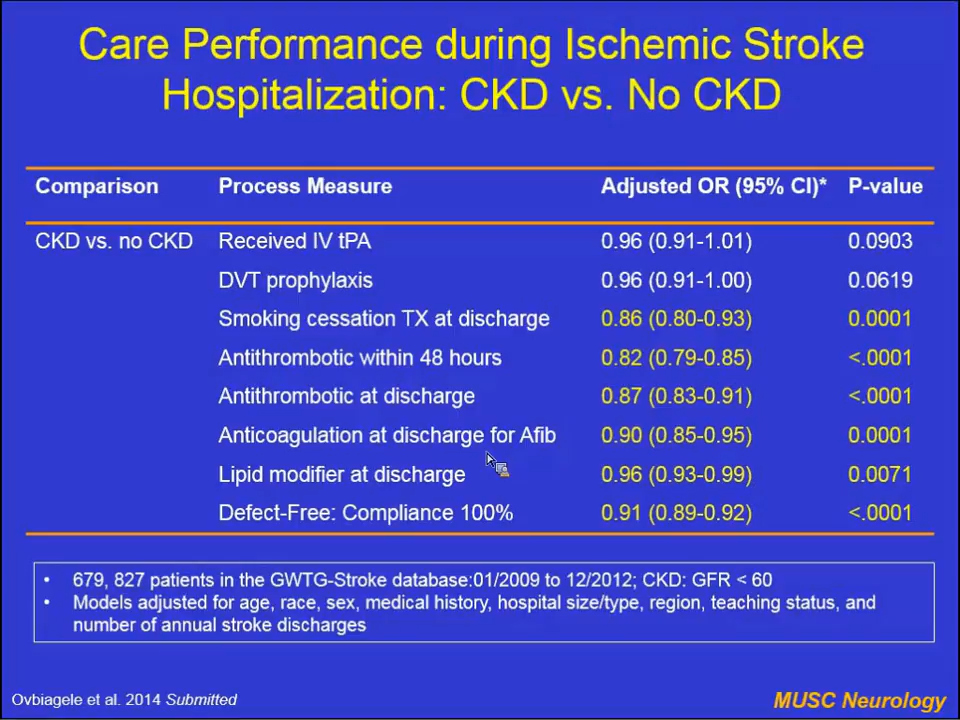 Care Performance during Ischemic Stroke
Hospitalization: CKD vs. No CKD
Comparison Process Measure Adjusted OR (95% CI)* P-value
CKD vs. no CKD Received IV tPA 0.96 (0.91-1.01) 0.0903
DVT prophylaxis 0.96 (0.91-1.00) 0.0619
Smoking cessation TX at discharge 0.86 (0.80-0.93) 0.0001
Antithrombotic within 48 hours 0.82 (0.79-0.85) <.0001
Antithrombotic at discharge 0.87 (0.83-0.91) <.0001
Anticoagulation at discharge for Afib 0.90 (0.85-0.95) 0.0001
Lipid modifier at discharge 0.96 (0.93-0.99) 0.0071
Defect-Free: Compliance 100% 0.91 (0.89-0.92) <.0001
• 679, 827 patients in the GWTG-Stroke database:01/2009 to 12/2012; CKD: GFR < 60
• Models adjusted for age, race, sex, medical history, hospital size/type, region, teaching status, and
number of annual stroke discharges
Ovbiagele et al. 2014 Submitted
MUSC Neurology